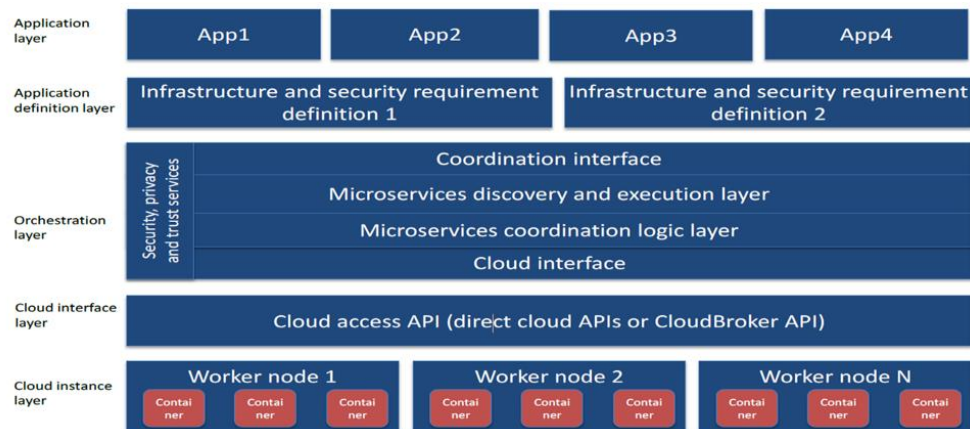 Application
layer
App1
App2
App3
App4
Application
definition layer
Infrastructure and security requirement
definition 1
Infrastructure and security requirement
definition 2
Orchestration
layer
Security, privacy
and trust services
Coordination interface
Microservices discovery and execution layer
Microservices coordination logic layer
Cloud interface
Cloud interface
layer
Cloud access API (direct cloud APIs or CloudBroker API)
Cloud instance
layer
Worker node 1
Contai
ner
Contai
ner
Contai
ner
Worker node 2
Contai
ner
Contai
ner
Contai
ner
Worker node N
Contai
ner
Contai
ner
Contai
ner